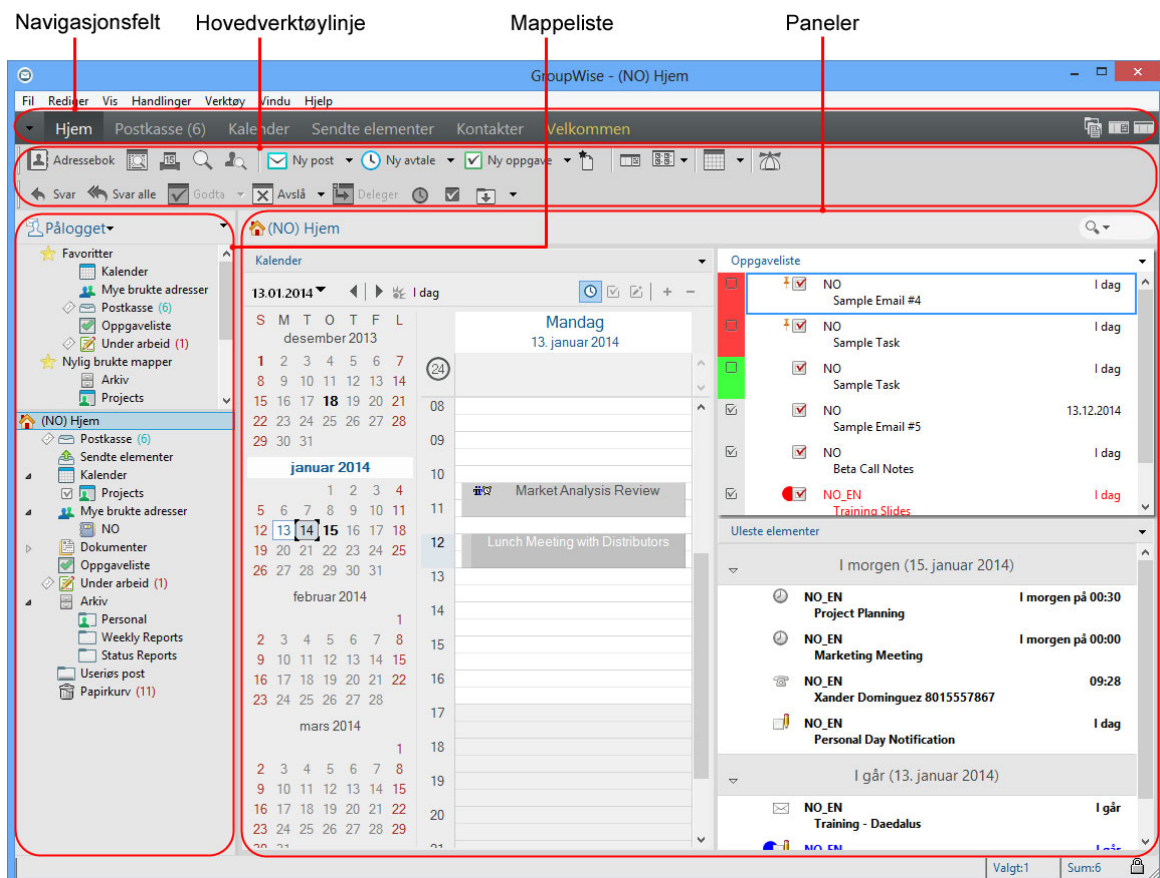 Navigasjonsfelt Hovedverktøylinje Mappeliste Paneler
GroupWise - (NO) Hjem
Fil Rediger Vis Handlinger Verktøy Vindu Hjelp
Hjem Postkasse (6) Kalender Sendte elementer Kontakter Velkommen
Adressebok 15 Ny post Ny avtale Ny oppgave
Svar Svar alle Godta Avslå Deleger
Pålogget
Favoritter
Kalender
Mye brukte adresser
Postkasse (6)
Oppgaveliste
Under arbeid (1)
Nylig brukte mapper
Arkiv
Projects
(NO) Hjem
Postkasse (6)
Sendte elementer
Kalender
Projects
Mye brukte adresser
NO
Dokumenter
Oppgaveliste
Under arbeid (1)
Arkiv
Personal
Weekly Reports
Status Reports
Useriøs post
Papirkurv (11)
(NO) Hjem
Kalender
13.01.2014 I dag
S M T O T F L
desember 2013
1 2 3 4 5 6 7
8 9 10 11 12 13 14
15 16 17 18 19 20 21
22 23 24 25 26 27 28
29 30 31
januar 2014
1 2 3 4
5 6 7 8 9 10 11
12 13 14 15 16 17 18
19 20 21 22 23 24 25
26 27 28 29 30 31
februar 2014
1
2 3 4 5 6 7 8
9 10 11 12 13 14 15
16 17 18 19 20 21 22
23 24 25 26 27 28
mars 2014
1
2 3 4 5 6 7 8
9 10 11 12 13 14 15
16 17 18 19 20 21 22
23 24 25 26 27 28 29
30 31
Mandag
13. januar 2014
24
08
09
10
Market Analysis Review
11
12 Lunch Meeting with Distributors
13
14
15
16
17
18
19
20
21
Oppgaveliste
NO I dag
Sample Email #4
NO I dag
Sample Task
NO I dag
Sample Task
NO 13.12.2014
Sample Email #5
NO I dag
Beta Call Notes
NO_EN I dag
Training Slides
Uleste elementer
I morgen (15. januar 2014)
NO_EN I morgen på 00:30
Project Planning
NO_EN I morgen på 00:00
Marketing Meeting
NO_EN 09:28
Xander Dominguez 8015557867
NO_EN I dag
Personal Day Notification
I går (13. januar 2014)
NO_EN I går
Training - Daedalus
NO_EN I går
Valgt:1 Sum:6